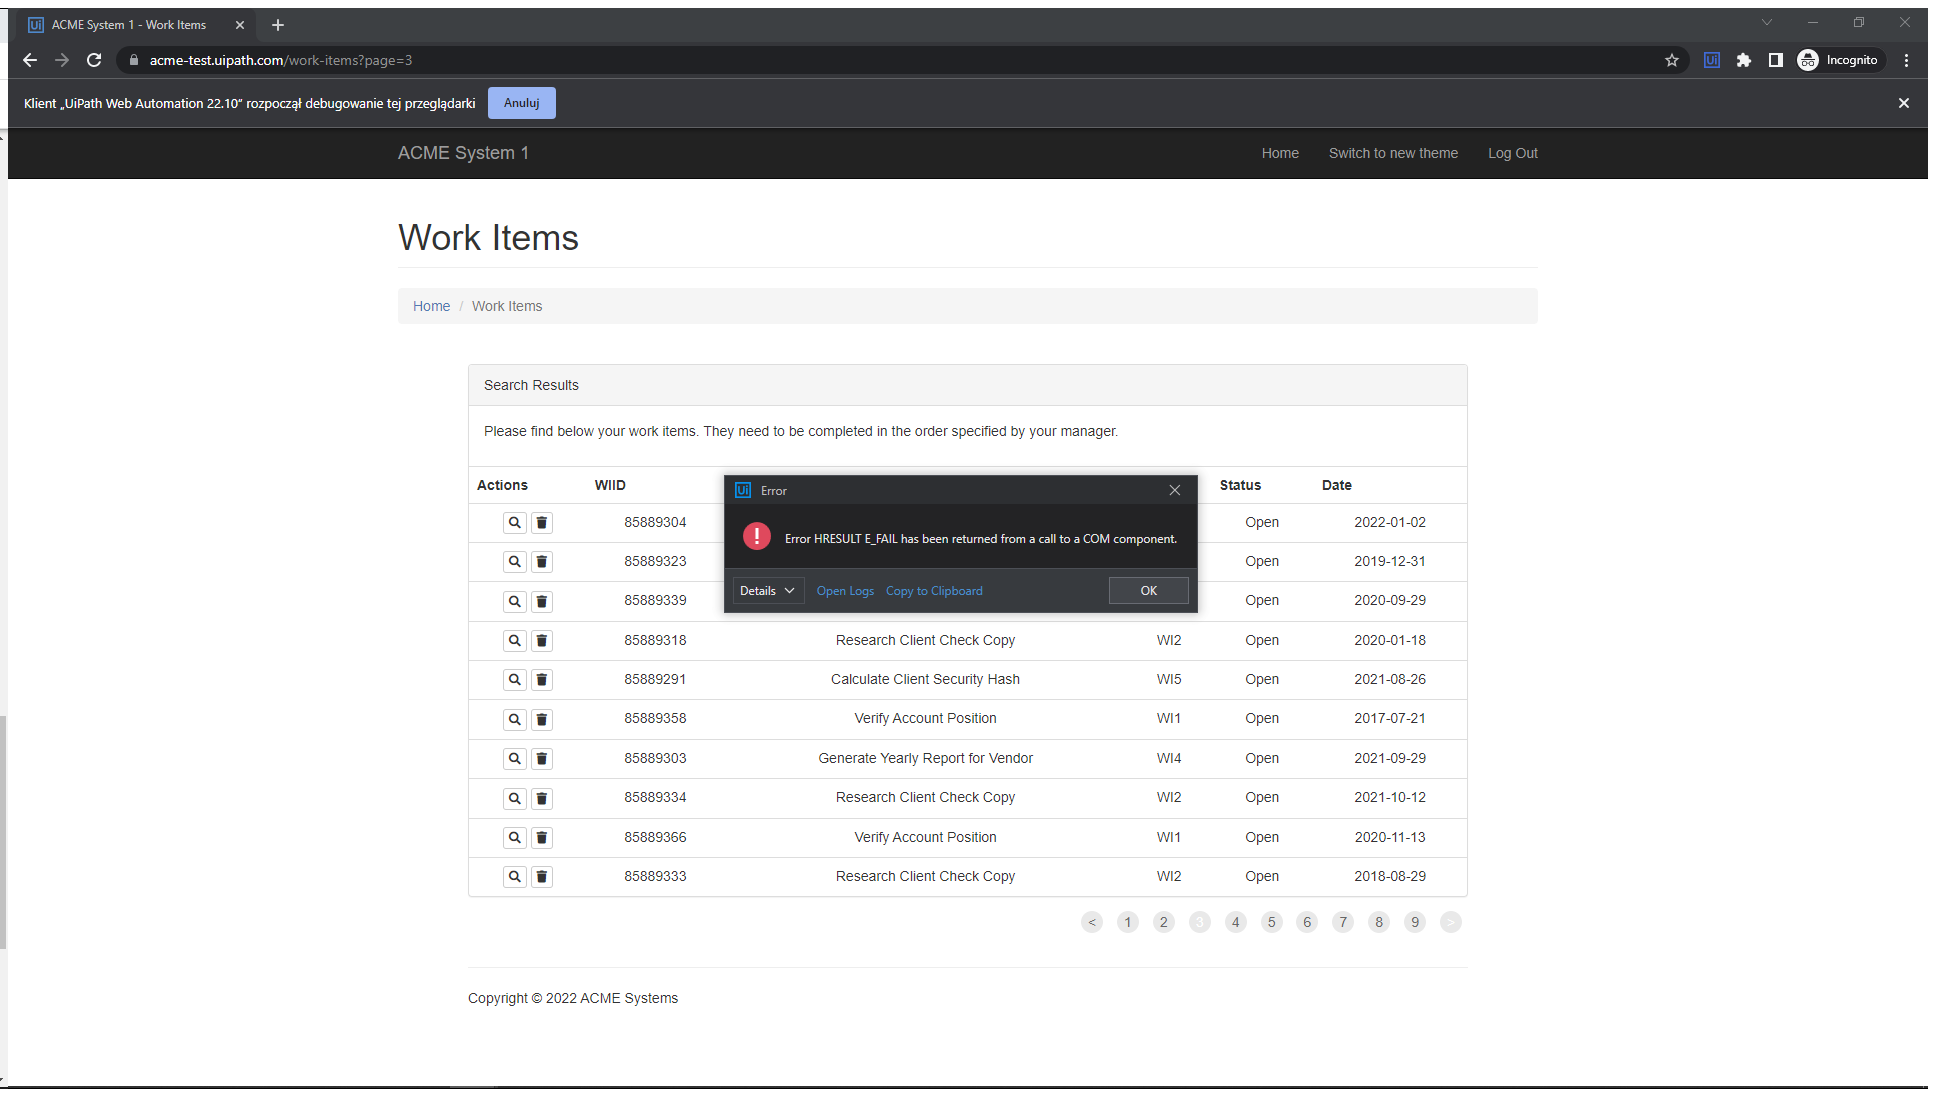 ACME System 1 - Work Items
acme-test.uipath.com/work-items?page=3
Incognito
Klient „UiPath Web Automation 22.10" rozpoczął debugowanie tej przeglądarki
Anuluj
ACME System 1
Home
Switch to new theme
Log Out
Work Items
Home / Work Items
Search Results
Please find below your work items. They need to be completed in the order specified by your manager.
Actions WIID Status Date
85889304 Open 2022-01-02
85889323 Open 2019-12-31
85889339 Open 2020-09-29
Ui Error
Error HRESULT E_FAIL has been returned from a call to a COM component.
Details Open Logs Copy to Clipboard OK
85889318 Research Client Check Copy WI2 Open 2020-01-18
85889291 Calculate Client Security Hash WI5 Open 2021-08-26
85889358 Verify Account Position WI1 Open 2017-07-21
85889303 Generate Yearly Report for Vendor WI4 Open 2021-09-29
85889334 Research Client Check Copy WI2 Open 2021-10-12
85889366 Verify Account Position WI1 Open 2020-11-13
85889333 Research Client Check Copy WI2 Open 2018-08-29
< 1 2 3 4 5 6 7 8 9 >
Copyright © 2022 ACME Systems